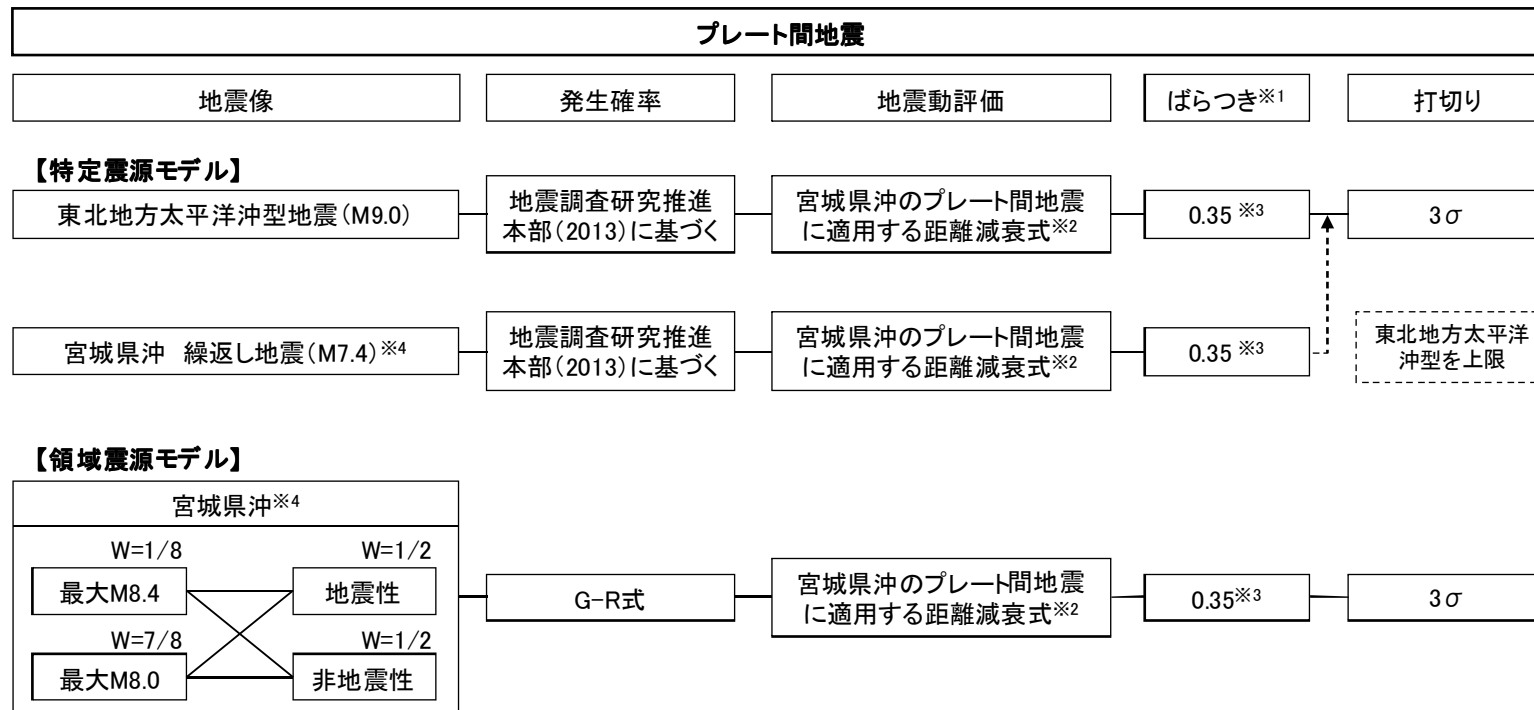 プレート間地震
地震像
発生確率
地震動評価
ばらつき※1
打切り
【特定震源モデル】
東北地方太平洋沖型地震(M9.0)
地震調査研究推進
本部(2013)に基づく
宮城県沖のプレート間地震
に適用する距離減衰式※2
0.35 ※3
3σ
宮城県沖 繰返し地震(M7.4)※4
地震調査研究推進
本部(2013)に基づく
宮城県沖のプレート間地震
に適用する距離減衰式※2
0.35 ※3
東北地方太平洋
沖型を上限
【領域震源モデル】
宮城県沖※4
W=1/8
W=1/2
最大M8.4
地震性
W=7/8
W=1/2
最大M8.0
非地震性
G-R式
宮城県沖のプレート間地震
に適用する距離減衰式※2
0.35※3
3σ